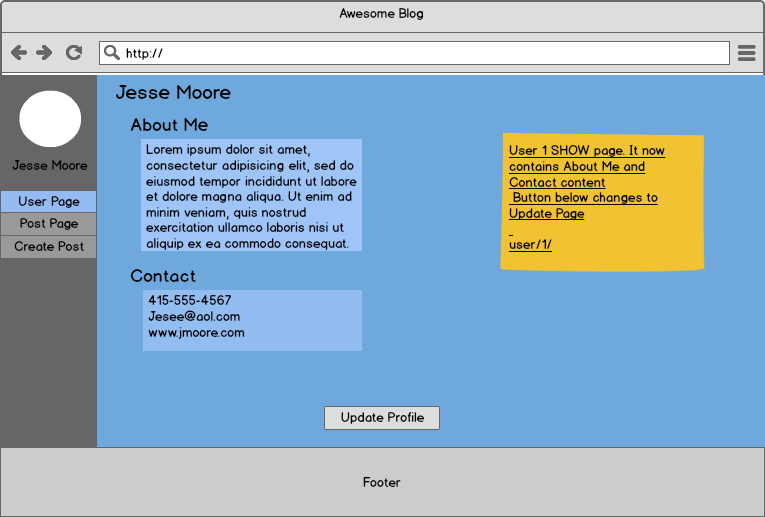 Awesome Blog
http://
Jesse Moore
User Page
Post Page
Create Post
Jesse Moore
About Me
Lorem ipsum dolor sit amet,
consectetur adipisicing elit, sed do
eiusmod tempor incididunt ut labore
et dolore magna aliqua. Ut enim ad
minim veniam, quis nostrud
exercitation ullamco laboris nisi ut
aliquip ex ea commodo consequat.
Contact
415-555-4567
Jesee@aol.com
www.jmoore.com
User 1 SHOW page. It now
contains About Me and
Contact content
Button below changes to
Update Page
user/1/
Update Profile
Footer